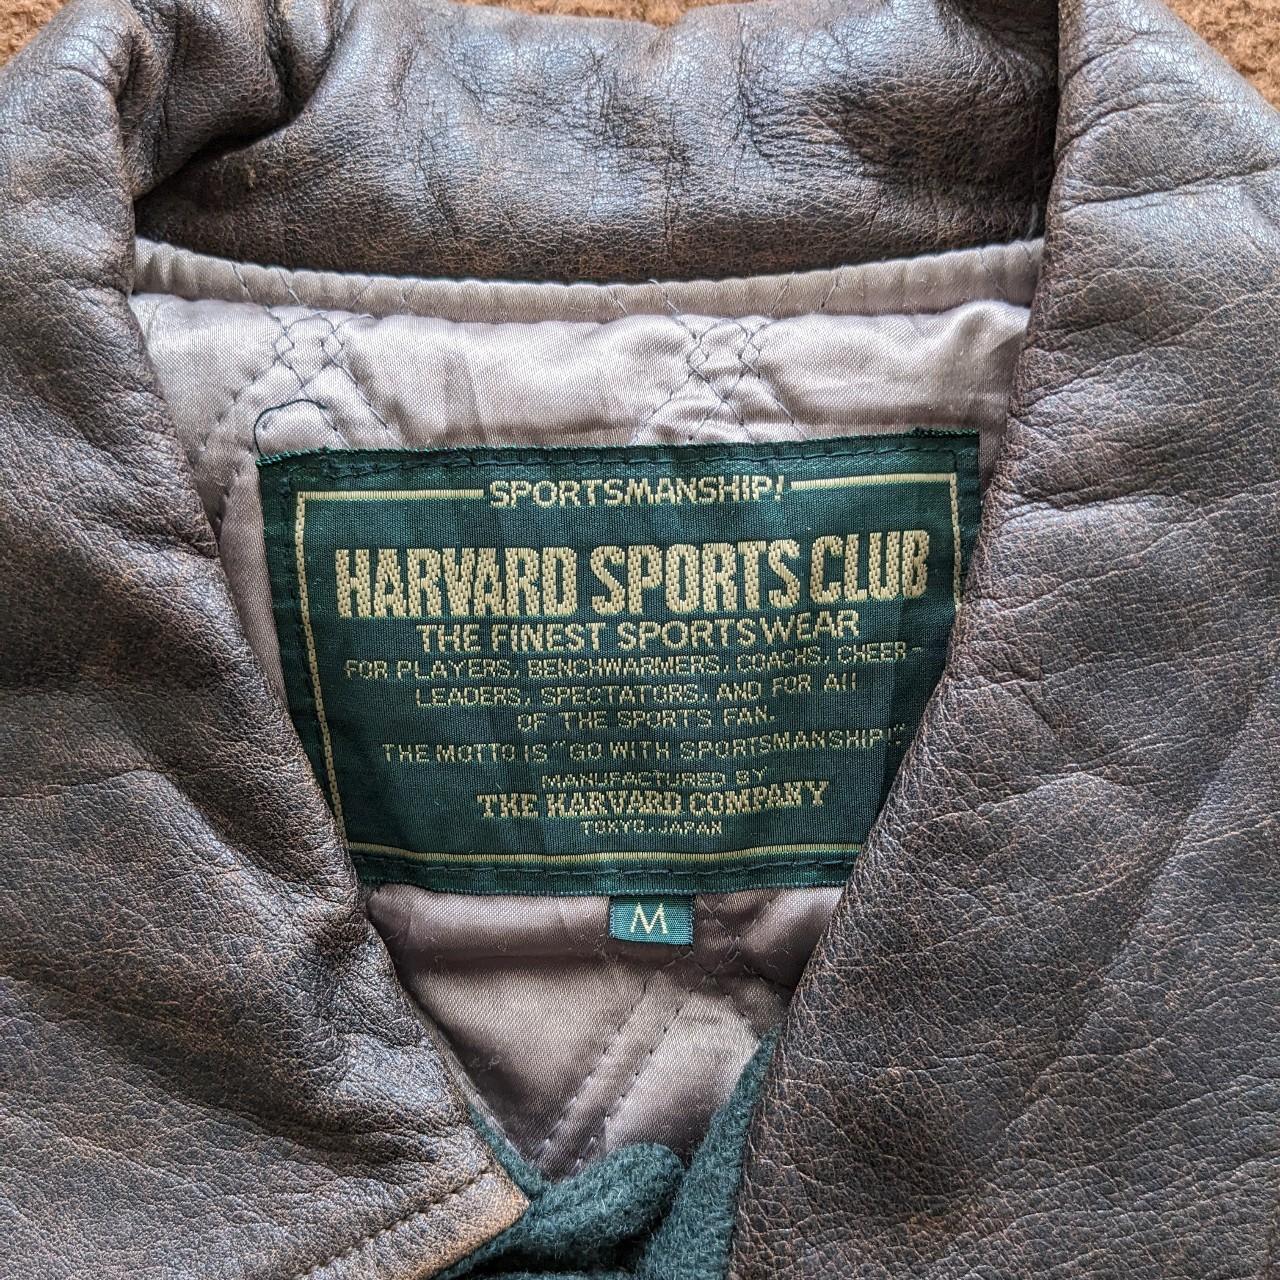 SPORTSMANSHIP!
HARVARD SPORTS CLUB
THE FINEST SPORTSWEAR
FOR PLAYERS, BENCHWARMERS, COACHS, CHEER-
LEADERS, SPECTATORS, AND FOR All
OF THE SPORTS FAN.
THE MOTTO IS "GO WITH SPORTSMANSHIP!"
MANUFACTURED BY
THE HARVARD COMPANY
TOKYO, JAPAN
M